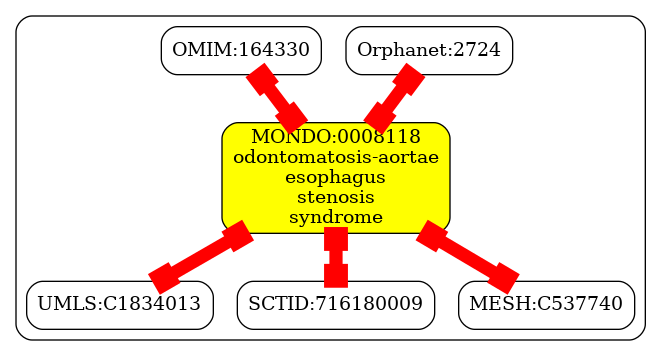 OMIM:164330
Orphanet:2724
MONDO:0008118
odontomatosis-aortae
esophagus
stenosis
syndrome
UMLS:C1834013
SCTID:716180009
MESH:C537740